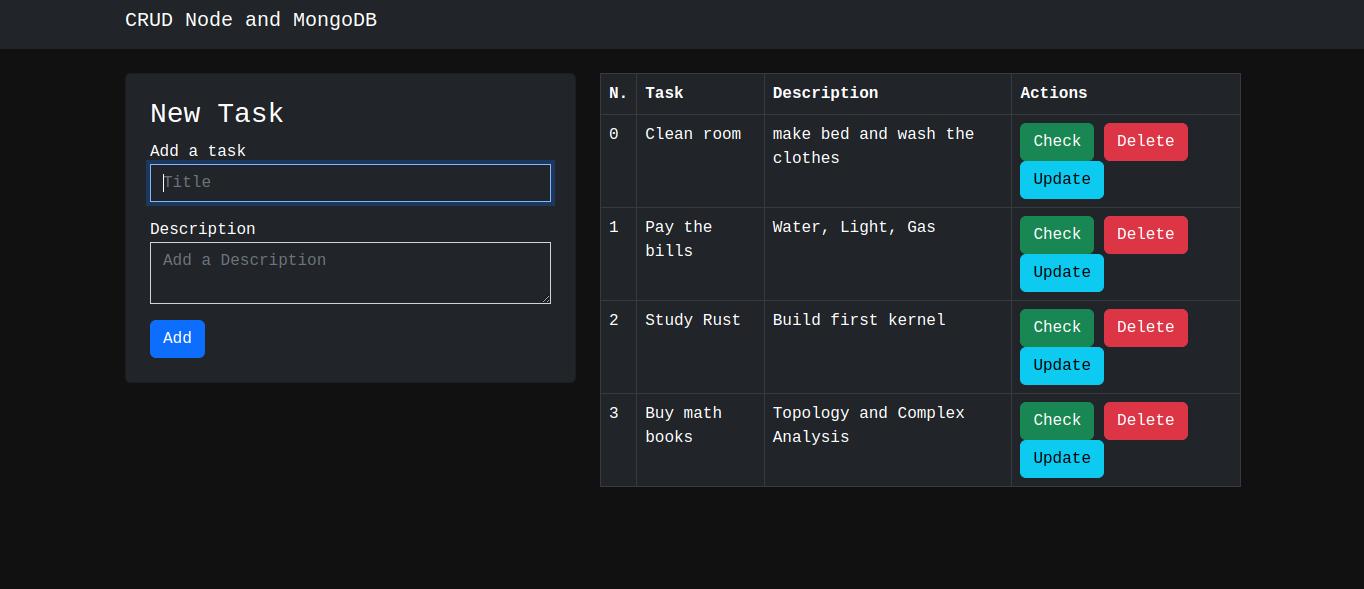 CRUD Node and MongoDB
New Task
Add a task
Title
Description
Add a Description
Add
N. Task Description Actions
0 Clean room make bed and wash the Check Delete
clothes
Update
1 Pay the Water, Light, Gas Check Delete
bills
Update
2 Study Rust Build first kernel Check Delete
Update
3 Buy math Topology and Complex Check Delete
books Analysis
Update